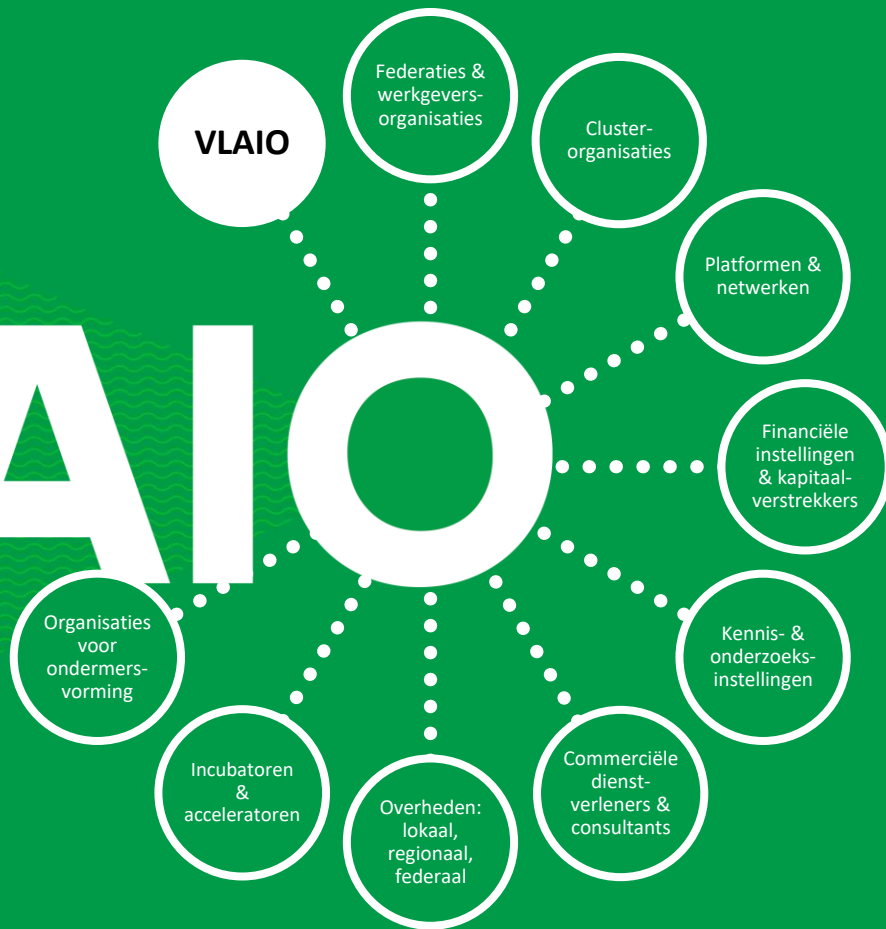 VLAIO
Federaties &
werkgevers-
organisaties
Cluster-
organisaties
Platformen &
netwerken
Financiële
instellingen
& kapitaal-
verstrekkers
Kennis- &
onderzoeks-
instellingen
Commerciële
dienst-
verleners &
consultants
Overheden:
lokaal,
regionaal,
federaal
Incubatoren
&
acceleratoren
Organisaties
voor
ondermers-
vorming
AIO